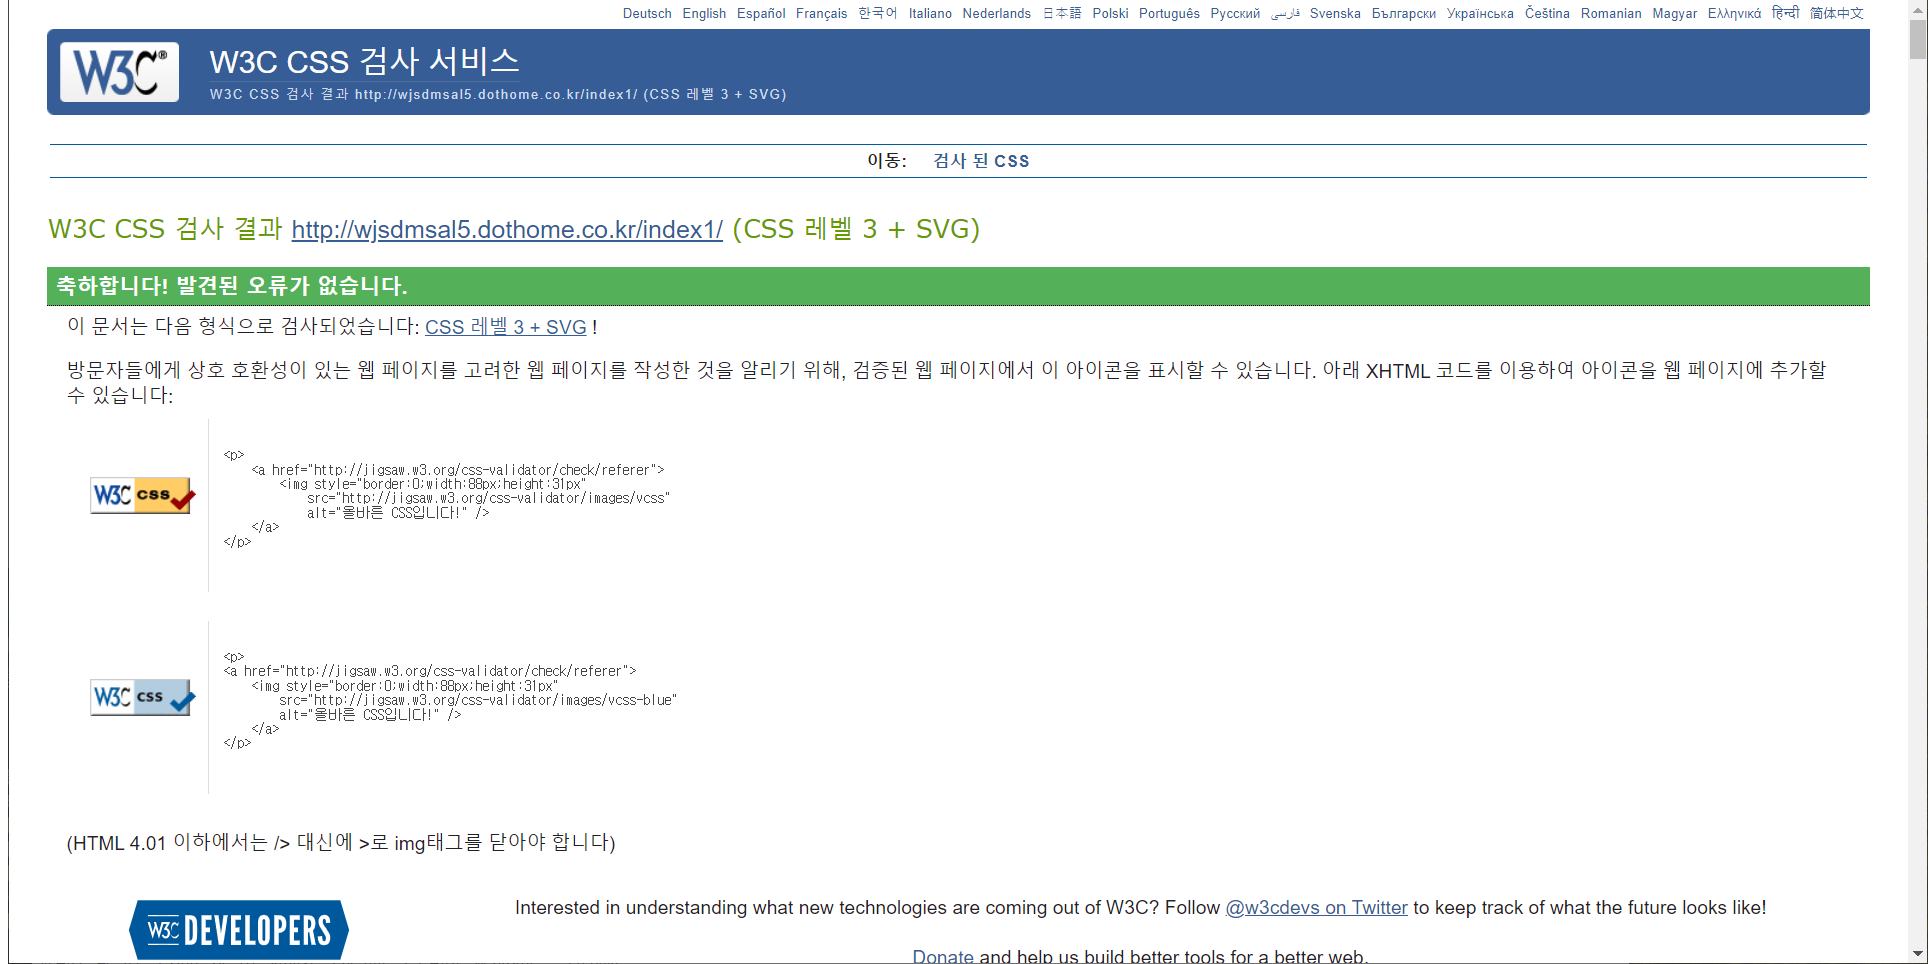 Deutsch English Español Français 한국어 Italiano Nederlands 日本語 Polski Português Русский فارسی Svenska Български Українська Čeština Romanian Magyar Ελληνικά हिन्दी 简体中文
W3C®
W3C CSS 검사 서비스
W3C CSS 검사 결과 http://wjsdmsal5.dothome.co.kr/index1/ (CSS 레벨 3 + SVG)
이동: 검사 된 CSS
W3C CSS 검사 결과 http://wjsdmsal5.dothome.co.kr/index1/ (CSS 레벨 3 + SVG)
축하합니다! 발견된 오류가 없습니다.
이 문서는 다음 형식으로 검사되었습니다: CSS 레벨 3 + SVG !
방문자들에게 상호 호환성이 있는 웹 페이지를 고려한 웹 페이지를 작성한 것을 알리기 위해, 검증된 웹 페이지에서 이 아이콘을 표시할 수 있습니다. 아래 XHTML 코드를 이용하여 아이콘을 웹 페이지에 추가할
수 있습니다:
W3C css
<p>
<a href="http://jigsaw.w3.org/css-validator/check/referer">
<img style="border:0;width:88px;height:31px"
src="http://jigsaw.w3.org/css-validator/images/vcss"
alt="올바른 CSS입니다!" />
</a>
</p>
W3C css
<p>
<a href="http://jigsaw.w3.org/css-validator/check/referer">
<img style="border:0;width:88px;height:31px"
src="http://jigsaw.w3.org/css-validator/images/vcss-blue"
alt="올바른 CSS입니다!" />
</a>
</p>
(HTML 4.01 이하에서는 /> 대신에 >로 img태그를 닫아야 합니다)
W3C DEVELOPERS
Interested in understanding what new technologies are coming out of W3C? Follow @w3cdevs on Twitter to keep track of what the future looks like!
Donate and help us build better tools for a better web.